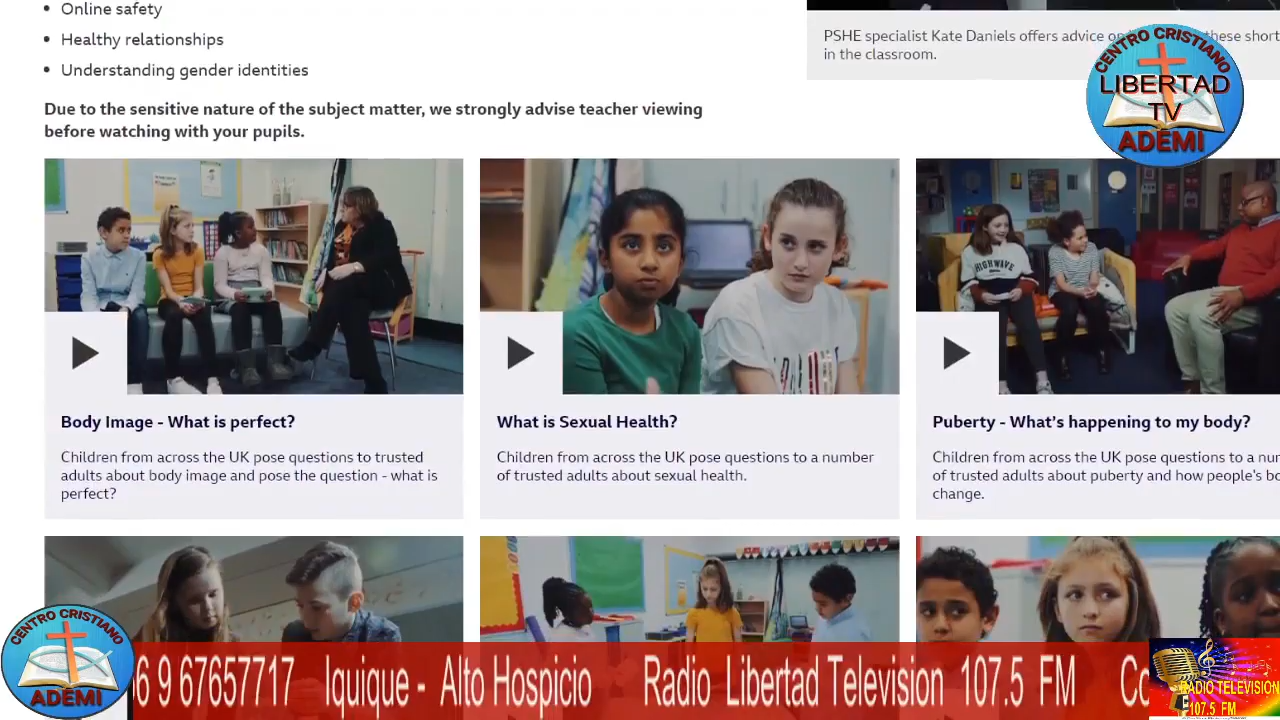 Online safety
Healthy relationships
Understanding gender identities
Due to the sensitive nature of the subject matter, we strongly advise teacher viewing
before watching with your pupils.
PSHE specialist Kate Daniels offers advice on these short
in the classroom.
CENTRO CRISTIANO
LIBERTAD
TV
ADEMI
HIGHWAVE
Body Image - What is perfect?
Children from across the UK pose questions to trusted
adults about body image and pose the question - what is
perfect?
What is Sexual Health?
Children from across the UK pose questions to a number
of trusted adults about sexual health.
Puberty - What's happening to my body?
Children from across the UK pose questions to a
of trusted adults about puberty and how people's
change.
CENTRO CRISTIANO
ADEMI
6 9 67657717 Iquique - Alto Hospicio Radio Libertad Television 107.5 FM
RADIO TELEVISION
107.5 FM